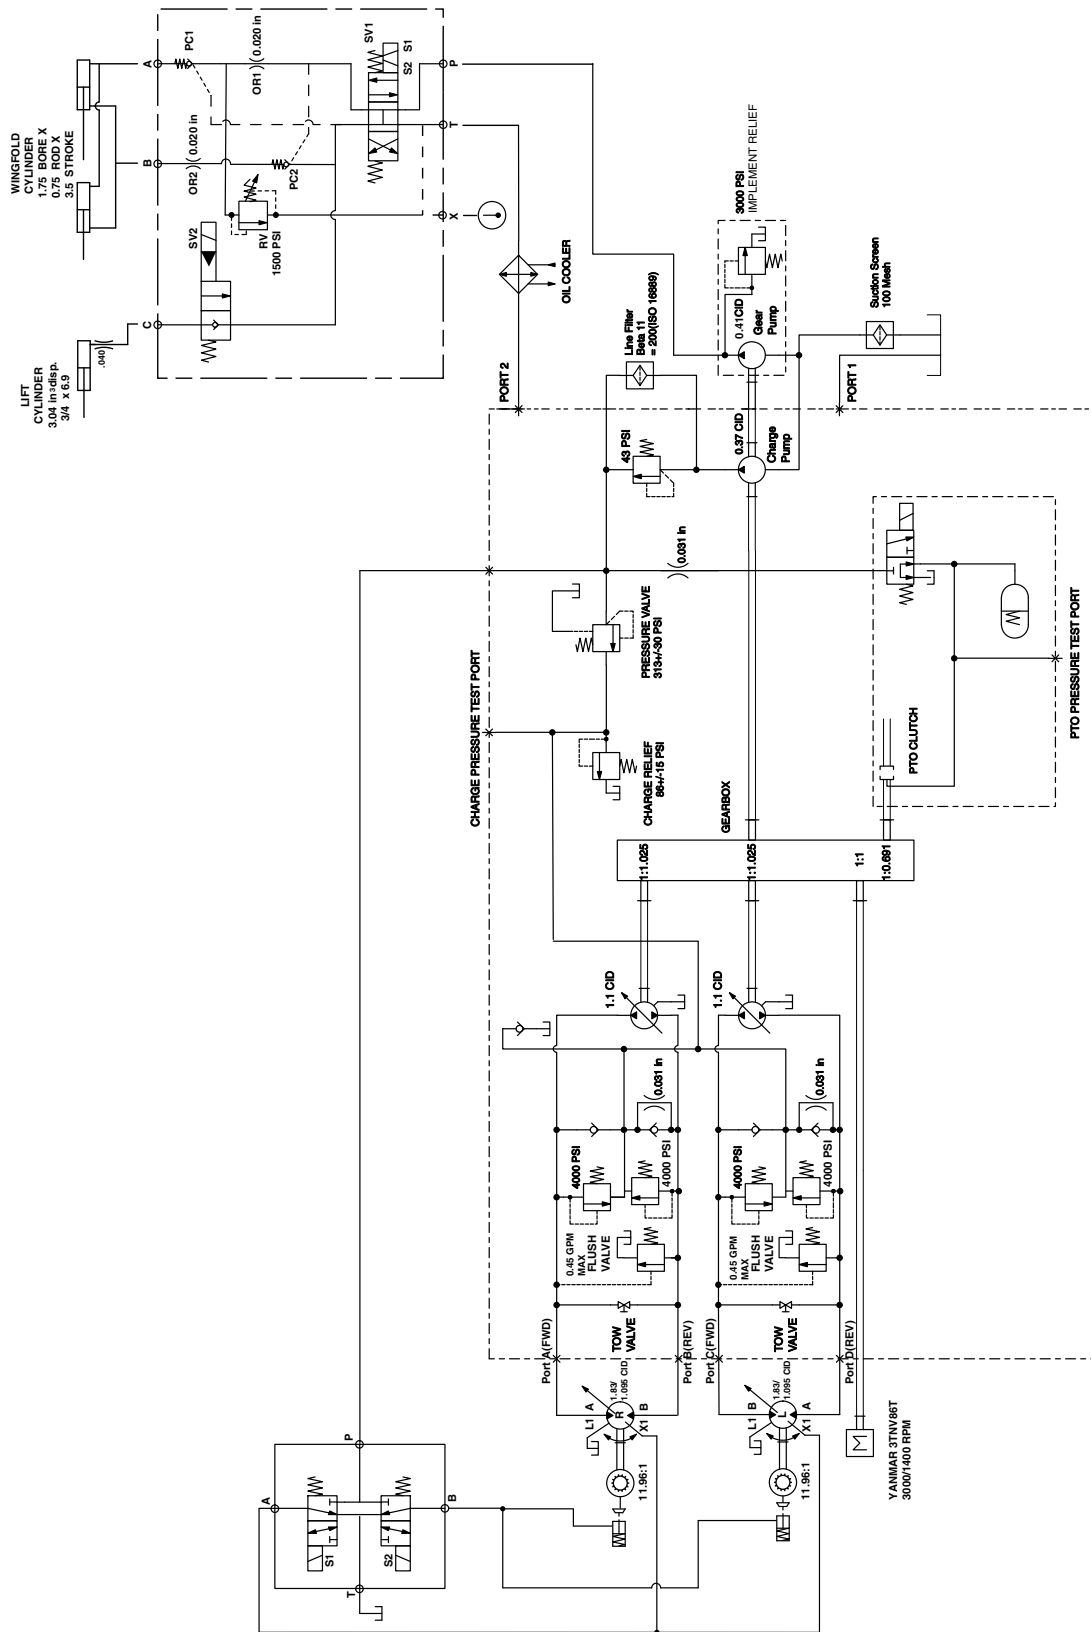 WINGFOLD
CYLINDER
1.75 BORE X
0.75 ROD X
3.5 STROKE
A
B
PC1
OR1
0.020 in
OR2
0.020 in
PC2
SV1
S1
S2
P
T
X
SV2
RV
1500 PSI
C
LIFT
CYLINDER
3.04 in³disp.
3/4 x 6.9
.040
OIL COOLER
3000 PSI
IMPLEMENT RELIEF
0.41CID
Gear
Pump
Suction Screen
100 Mesh
Line Filter
Beta 11
= 200(ISO 16889)
PORT 2
PORT 1
43 PSI
0.37 CID
Charge
Pump
0.031 in
PRESSURE VALVE
313+/-30 PSI
CHARGE PRESSURE TEST PORT
CHARGE RELIEF
86+/-15 PSI
PTO CLUTCH
PTO PRESSURE TEST PORT
GEARBOX
1:1.025
1:1.025
1:1
1:0.691
1.1 CID
1.1 CID
0.031 in
0.031 in
4000 PSI
4000 PSI
4000 PSI
4000 PSI
0.45 GPM
MAX
FLUSH
VALVE
0.45 GPM
MAX
FLUSH
VALVE
TOW
VALVE
TOW
VALVE
Port A(FWD)
Port B(REV)
Port C(FWD)
Port D(REV)
L1
A
1.83/
1.095 CID
R
X1
B
11.96:1
L1
B
1.83/
1.095 CID
L
X1
A
11.96:1
M
YANMAR 3TNV86T
3000/1400 RPM
P
A
B
S1
S2
T